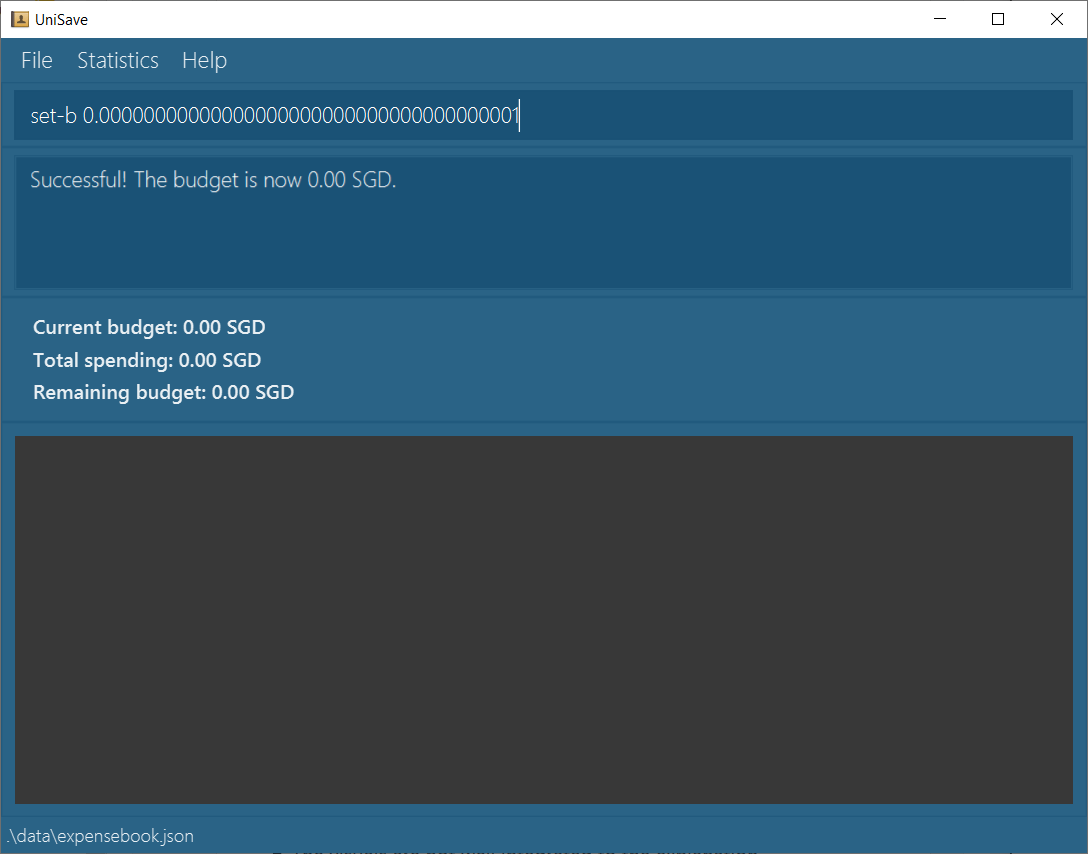 UniSave
File Statistics Help
set-b 0.00000000000000000000000000000000000001
Successful! The budget is now 0.00 SGD.
Current budget: 0.00 SGD
Total spending: 0.00 SGD
Remaining budget: 0.00 SGD
.\data\expensebook.json